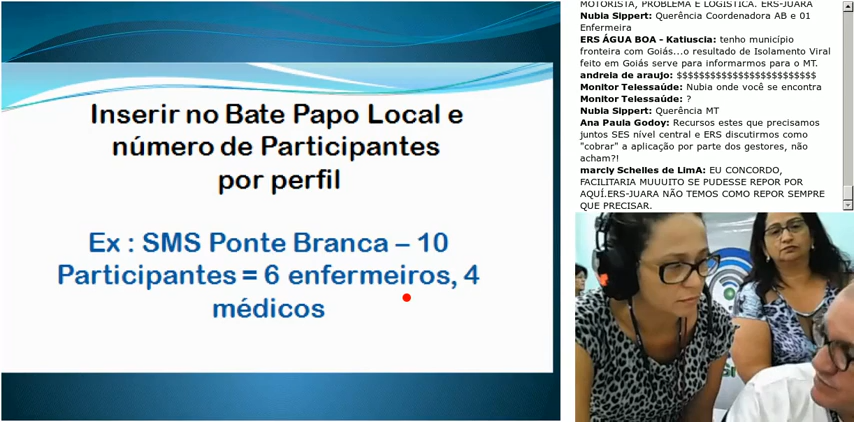 Inserir no Bate Papo Local e
número de Participantes
por perfil
Ex : SMS Ponte Branca – 10
Participantes = 6 enfermeiros, 4
médicos
MOTORISTA, PROBLEMA E LOGISTICA. ERS-JUARA
Nubia Sippert: Querência Coordenadora AB e 01
Enfermeira
ERS ÁGUA BOA - Katiuscia: tenho município
fronteira com Goiás...o resultado de Isolamento Viral
feito em Goiás serve para informarmos para o MT.
andreia de araujo: $$$$$$$$$$$$$$$$$$$$$$$$$
Monitor Telessaúde: Nubia onde você se encontra
Monitor Telessaúde: ?
Nubia Sippert: Querência MT
Ana Paula Godoy: Recursos estes que precisamos
juntos SES nível central e ERS discutirmos como
"cobrar" a aplicação por parte dos gestores, não
acham?!
marcly Schelles de LimA: EU CONCORDO,
FACILITARIA MUUUITO SE PUDESSE REPOR POR
AQUÍ.ERS-JUARA NÃO TEMOS COMO REPOR SEMPRE
QUE PRECISAR.